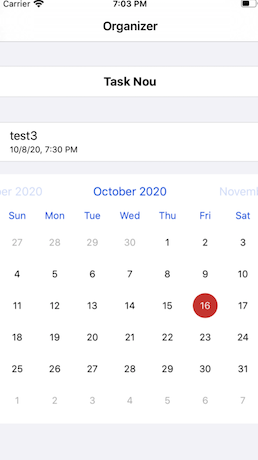 Carrier 7:03 PM
Organizer
Task Nou
test3
10/8/20, 7:30 PM
er 2020 October 2020 Novem
Sun Mon Tue Wed Thu Fri Sat
27 28 29 30 1 2 3
4 5 6 7 8 9 10
11 12 13 14 15 16 17
18 19 20 21 22 23 24
25 26 27 28 29 30 31
1 2 3 4 5 6 7